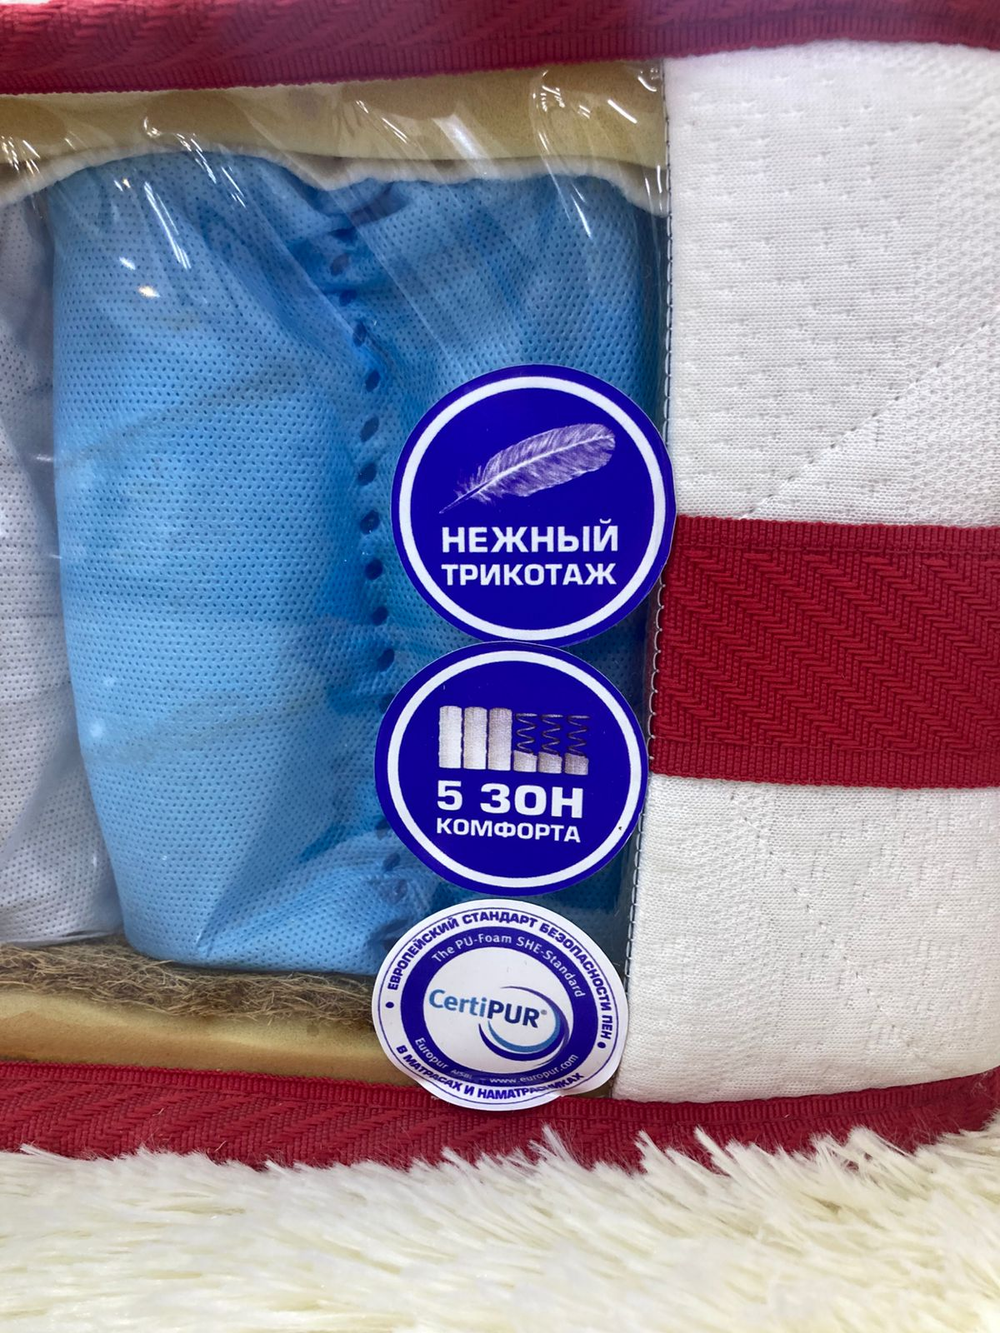 НЕЖНЫЙ
ТРИКОТАЖ
5 ЗОН
КОМФОРТА
ЕВРОПЕЙСКИЙ СТАНДАРТ БЕЗОПАСНОСТИ ПЕН
The PU-Foam SHE-Standard
CertiPUR®
Europur
www.europur.com
В МАТРАСАХ И НАМАТРАСНИКАХ